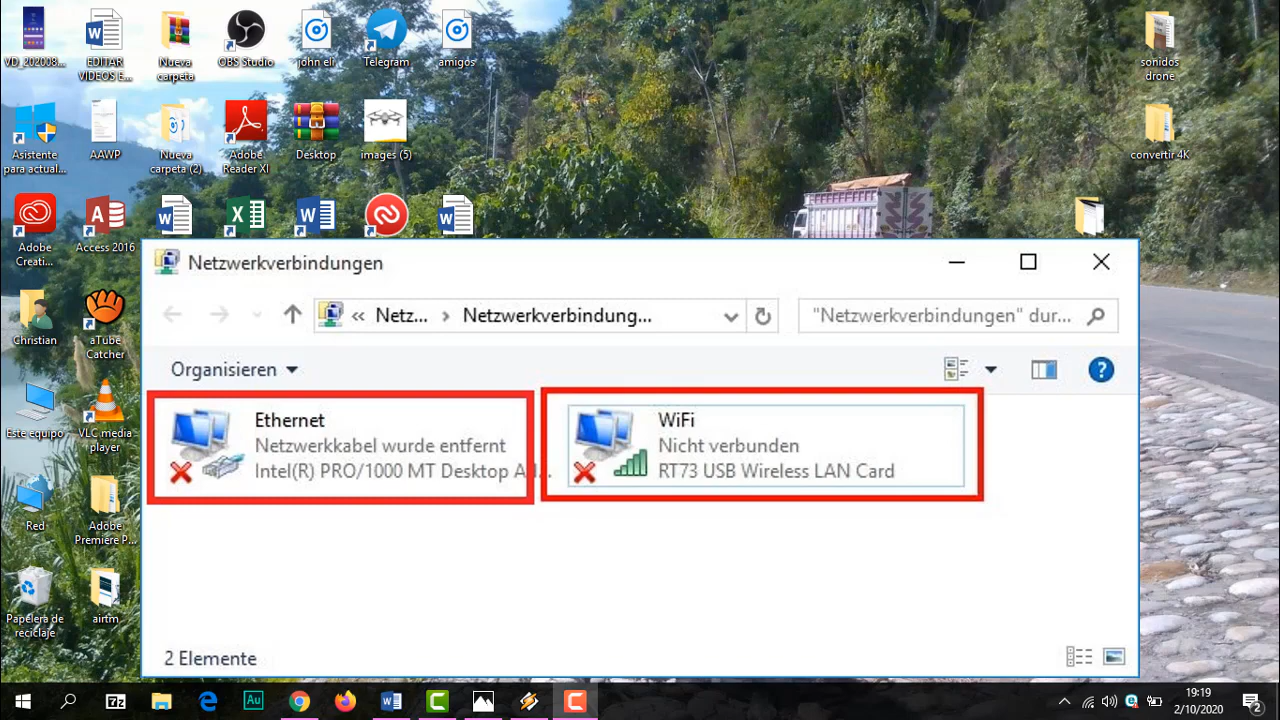 VD_202008...
EDITAR VIDEOS E...
Nueva carpeta
OBS Studio
john eli
Telegram
amigos
sonidos drone
Asistente para actual...
AAWP
Nueva carpeta (2)
Adobe Reader XI
Desktop
images (5)
convertir 4K
Adobe Creati...
Access 2016
Netzwerkverbindungen
« Netz... › Netzwerkverbindung...
"Netzwerkverbindungen" dur...
Christian
aTube Catcher
Organisieren
Ethernet
Netzwerkkabel wurde entfernt
Intel(R) PRO/1000 MT Desktop Ad...
WiFi
Nicht verbunden
RT73 USB Wireless LAN Card
Este equipo
VLC media player
Red
Adobe Premiere P...
Papelera de reciclaje
airtm
2 Elemente
19:19
2/10/2020
2